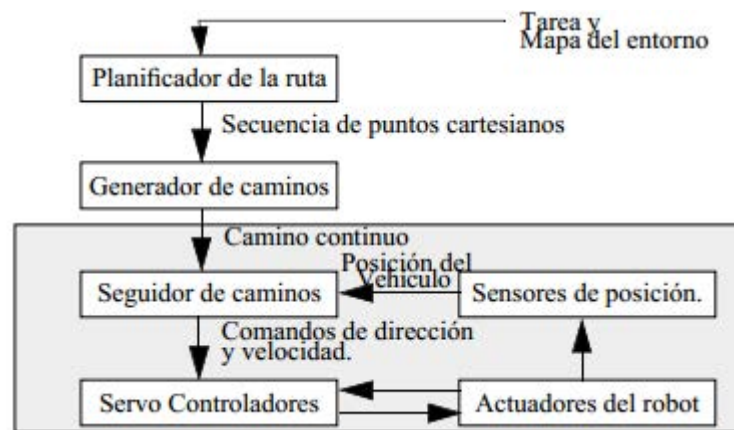 Tarea y
Mapa del entorno
Planificador de la ruta
Secuencia de puntos cartesianos
Generador de caminos
Camino continuo
Posición del
Vehiculo
Seguidor de caminos
Sensores de posición.
Comandos de dirección
y velocidad.
Servo Controladores
Actuadores del robot